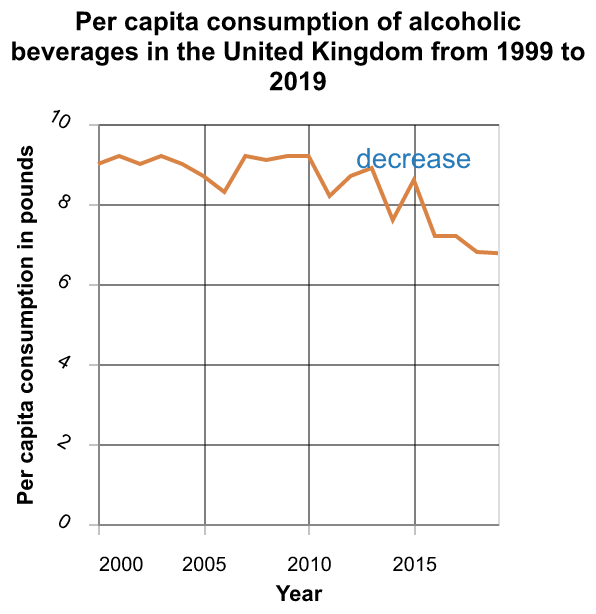 Per capita consumption of alcoholic
beverages in the United Kingdom from 1999 to
2019
Per capita consumption in pounds
10
8
6
4
2
0
decrease
2000 2005 2010 2015
Year